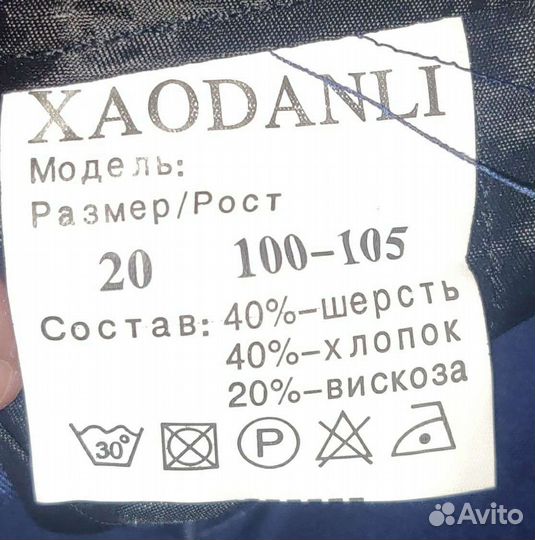 XAODANLI
Модель:
Размер/Рост
20 100-105
Состав: 40%-шерсть
40%-хлопок
20%-вискоза
30° P
Avito